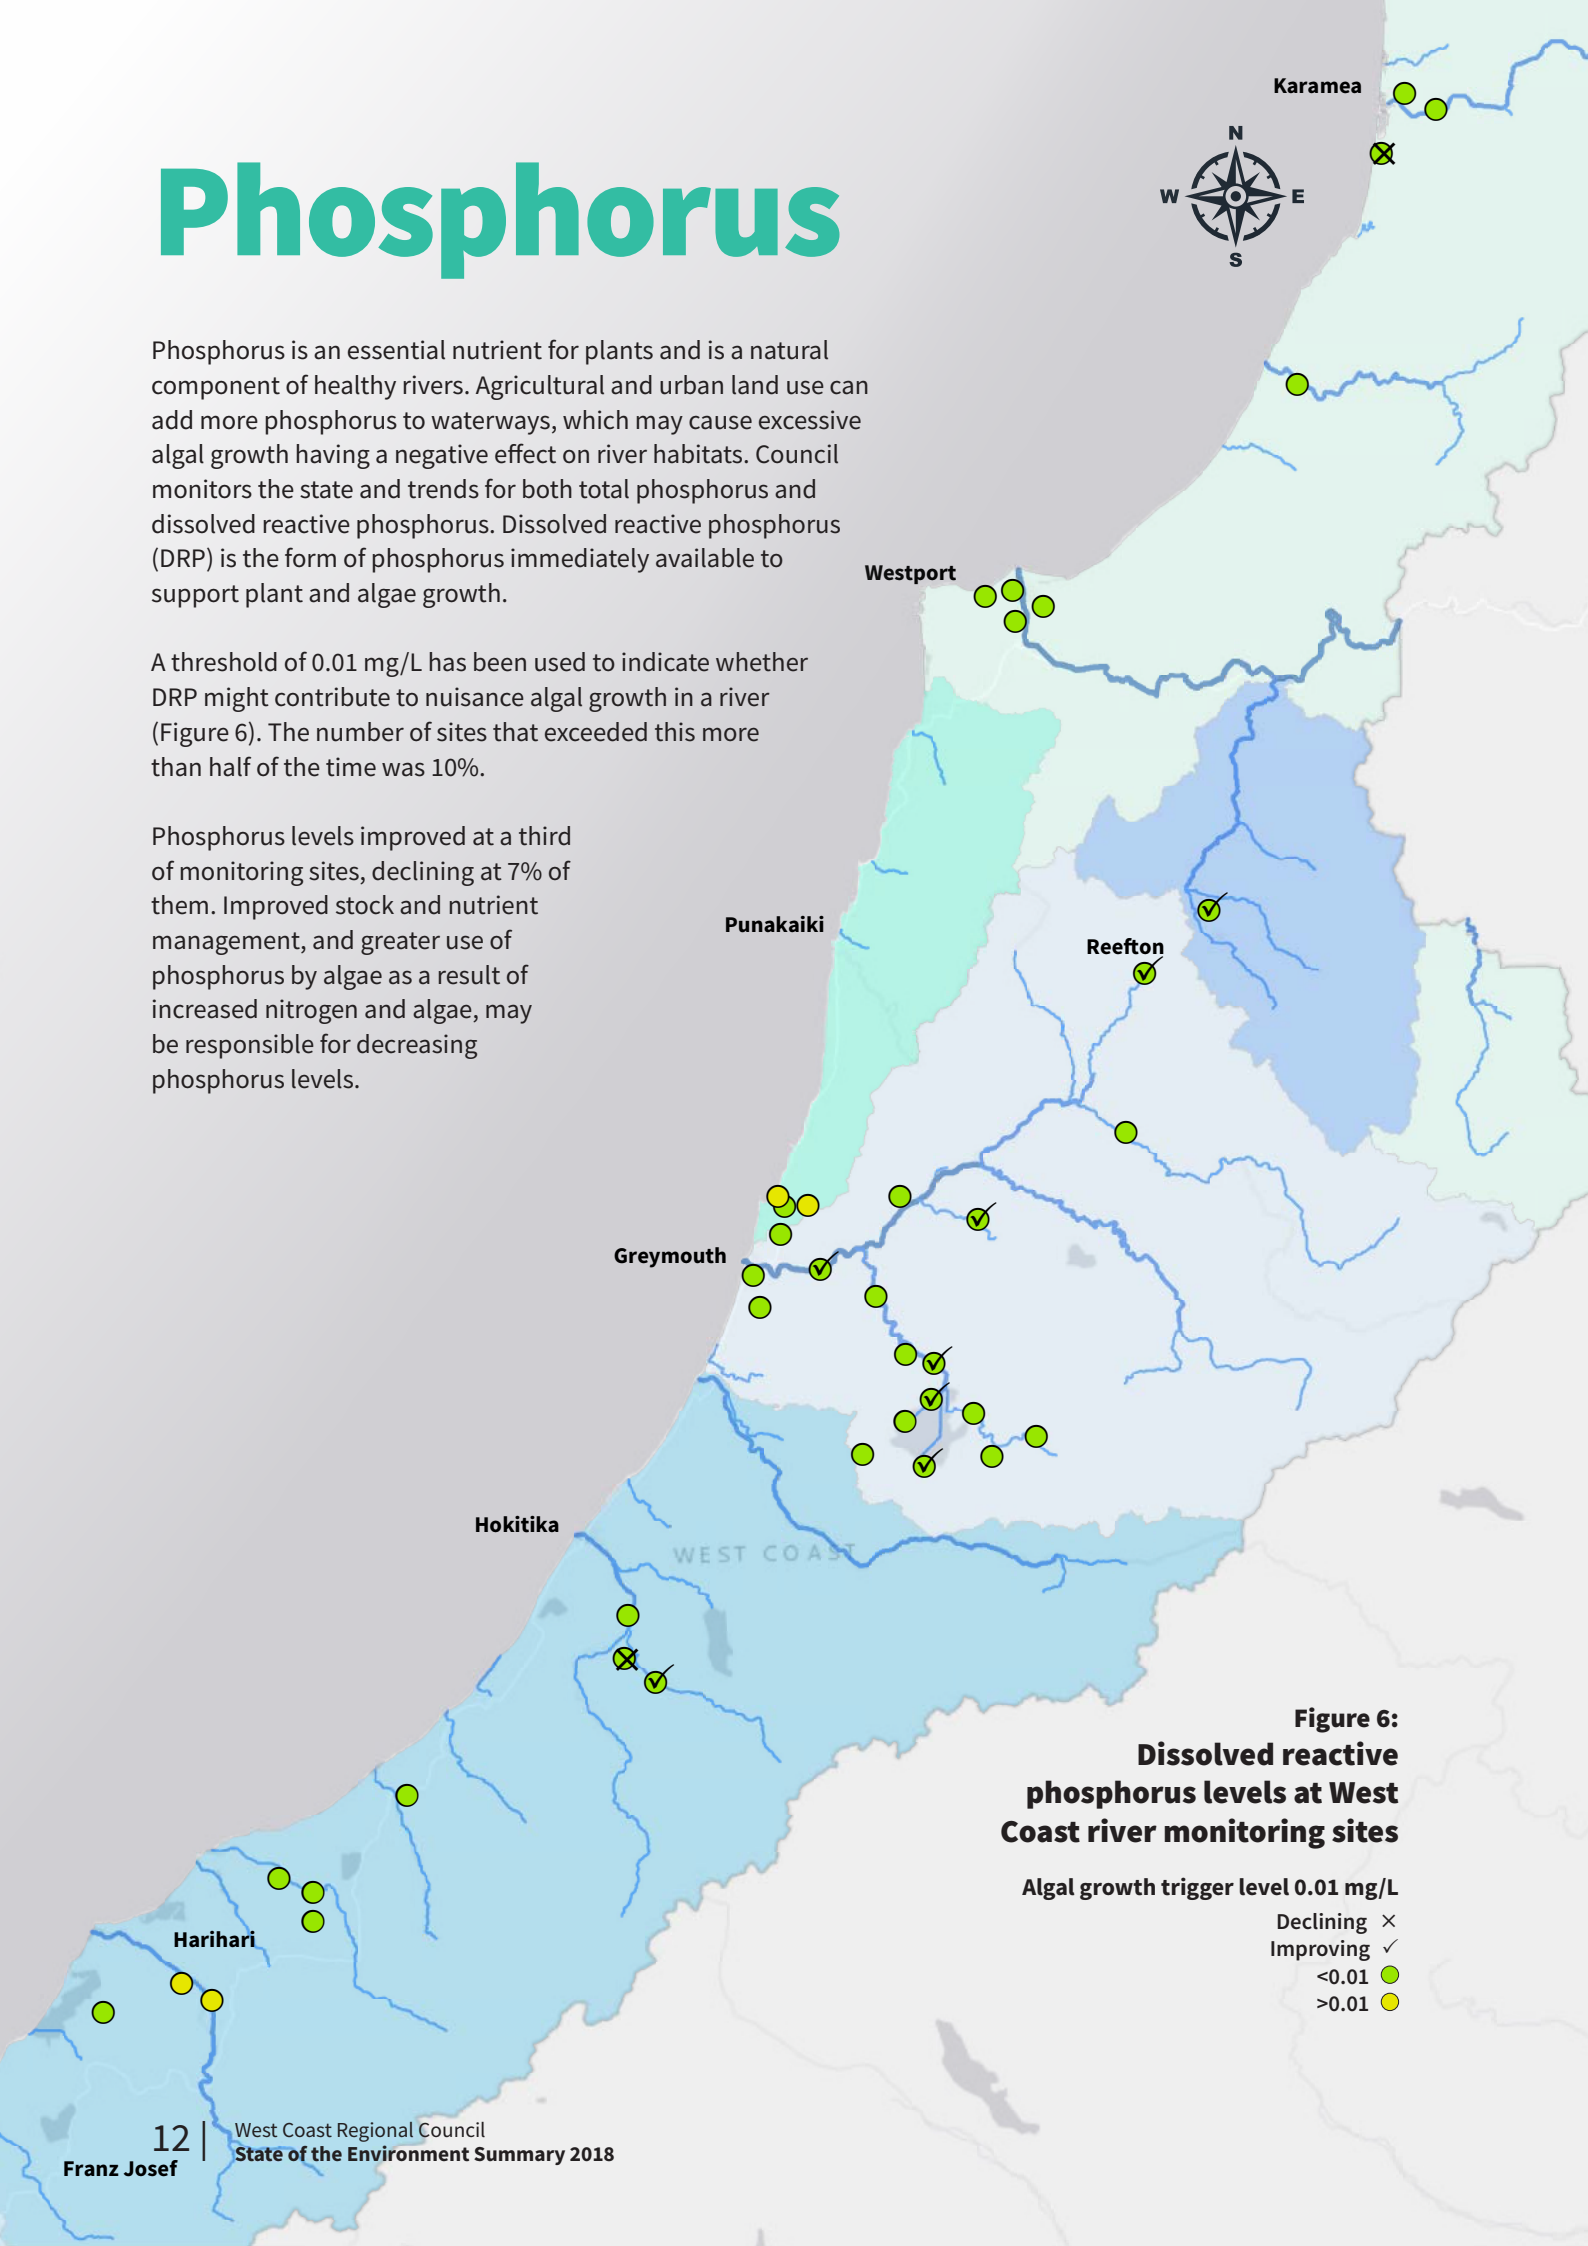 Karamea
N
W
E
S
Phosphorus
Phosphorus is an essential nutrient for plants and is a natural
component of healthy rivers. Agricultural and urban land use can
add more phosphorus to waterways, which may cause excessive
algal growth having a negative effect on river habitats. Council
monitors the state and trends for both total phosphorus and
dissolved reactive phosphorus. Dissolved reactive phosphorus
(DRP) is the form of phosphorus immediately available to
support plant and algae growth.
Westport
A threshold of 0.01 mg/L has been used to indicate whether
DRP might contribute to nuisance algal growth in a river
(Figure 6). The number of sites that exceeded this more
than half of the time was 10%.
Phosphorus levels improved at a third
of monitoring sites, declining at 7% of
them. Improved stock and nutrient
management, and greater use of
phosphorus by algae as a result of
increased nitrogen and algae, may
be responsible for decreasing
phosphorus levels.
Punakaiki
Reefton
Greymouth
Hokitika
WEST COAST
Figure 6:
Dissolved reactive
phosphorus levels at West
Coast river monitoring sites
Algal growth trigger level 0.01 mg/L
Declining
Improving
<0.01
>0.01
Harihari
12
West Coast Regional Council
State of the Environment Summary 2018
Franz Josef